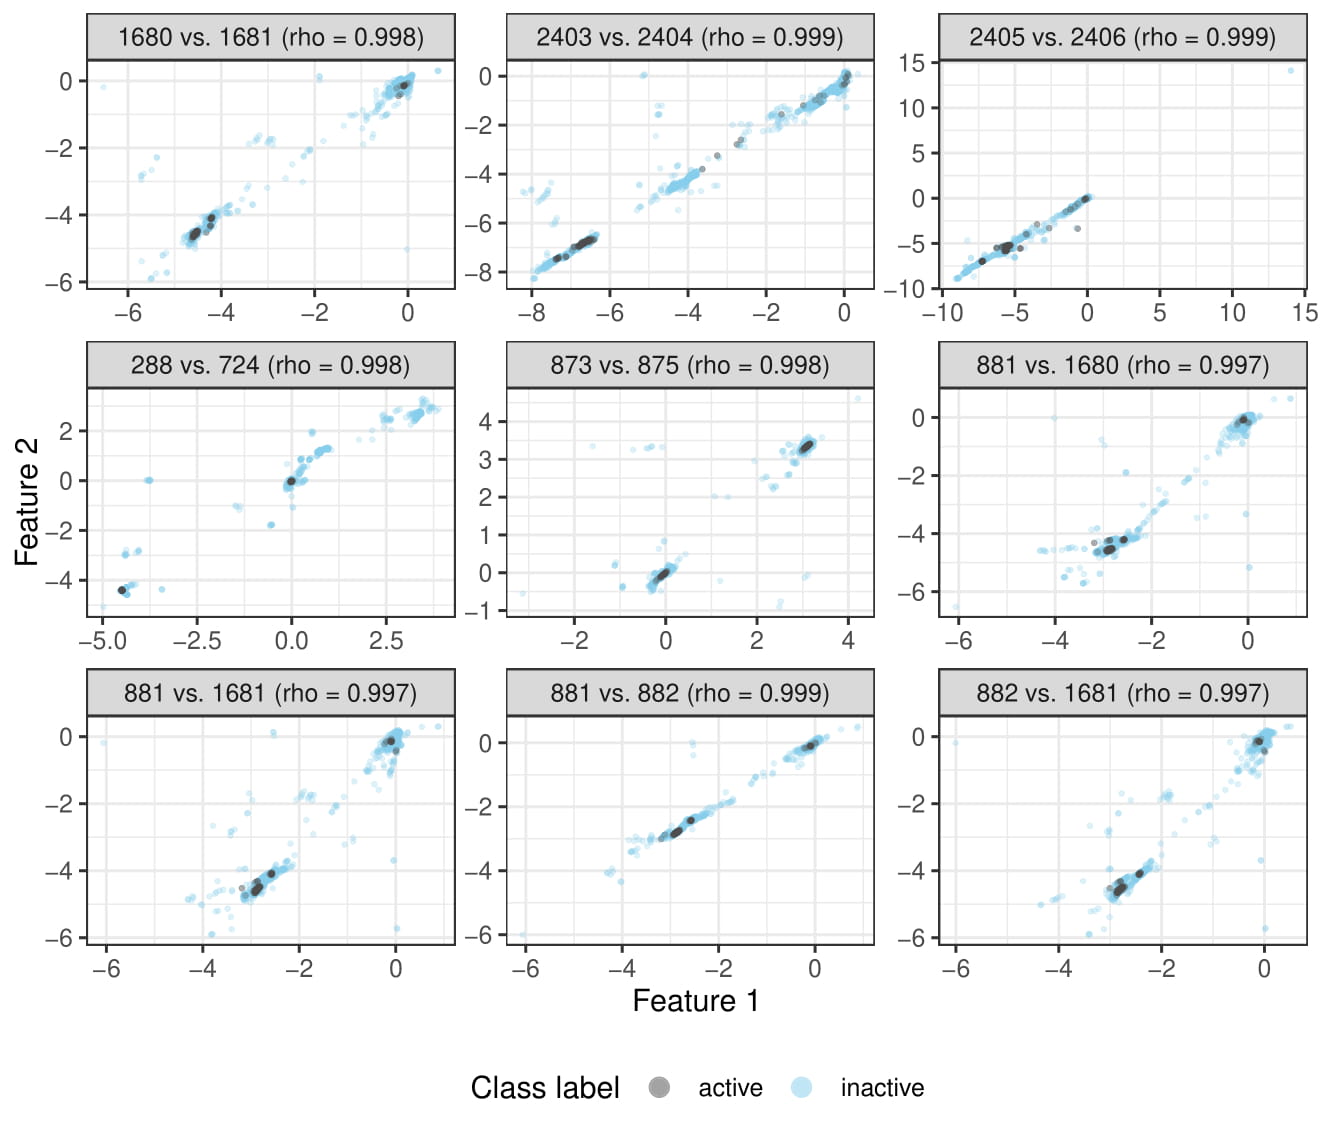 1680 vs. 1681 (rho = 0.998)
2403 vs. 2404 (rho = 0.999)
2405 vs. 2406 (rho = 0.999)
0
−2
−4
−6
−6 −4 −2 0
0
−2
−4
−6
−8
−8 −6 −4 −2 0
15
10
5
0
−5
−10
−10 −5 0 5 10 15
288 vs. 724 (rho = 0.998)
873 vs. 875 (rho = 0.998)
881 vs. 1680 (rho = 0.997)
2
0
−2
−4
−5.0 −2.5 0.0 2.5
4
3
2
1
0
−1
−2 0 2 4
0
−2
−4
−6
−6 −4 −2 0
881 vs. 1681 (rho = 0.997)
881 vs. 882 (rho = 0.999)
882 vs. 1681 (rho = 0.997)
0
−2
−4
−6
−6 −4 −2 0
0
−2
−4
−6
−6 −4 −2 0
0
−2
−4
−6
−6 −4 −2 0
Feature 2
Feature 1
Class label active inactive